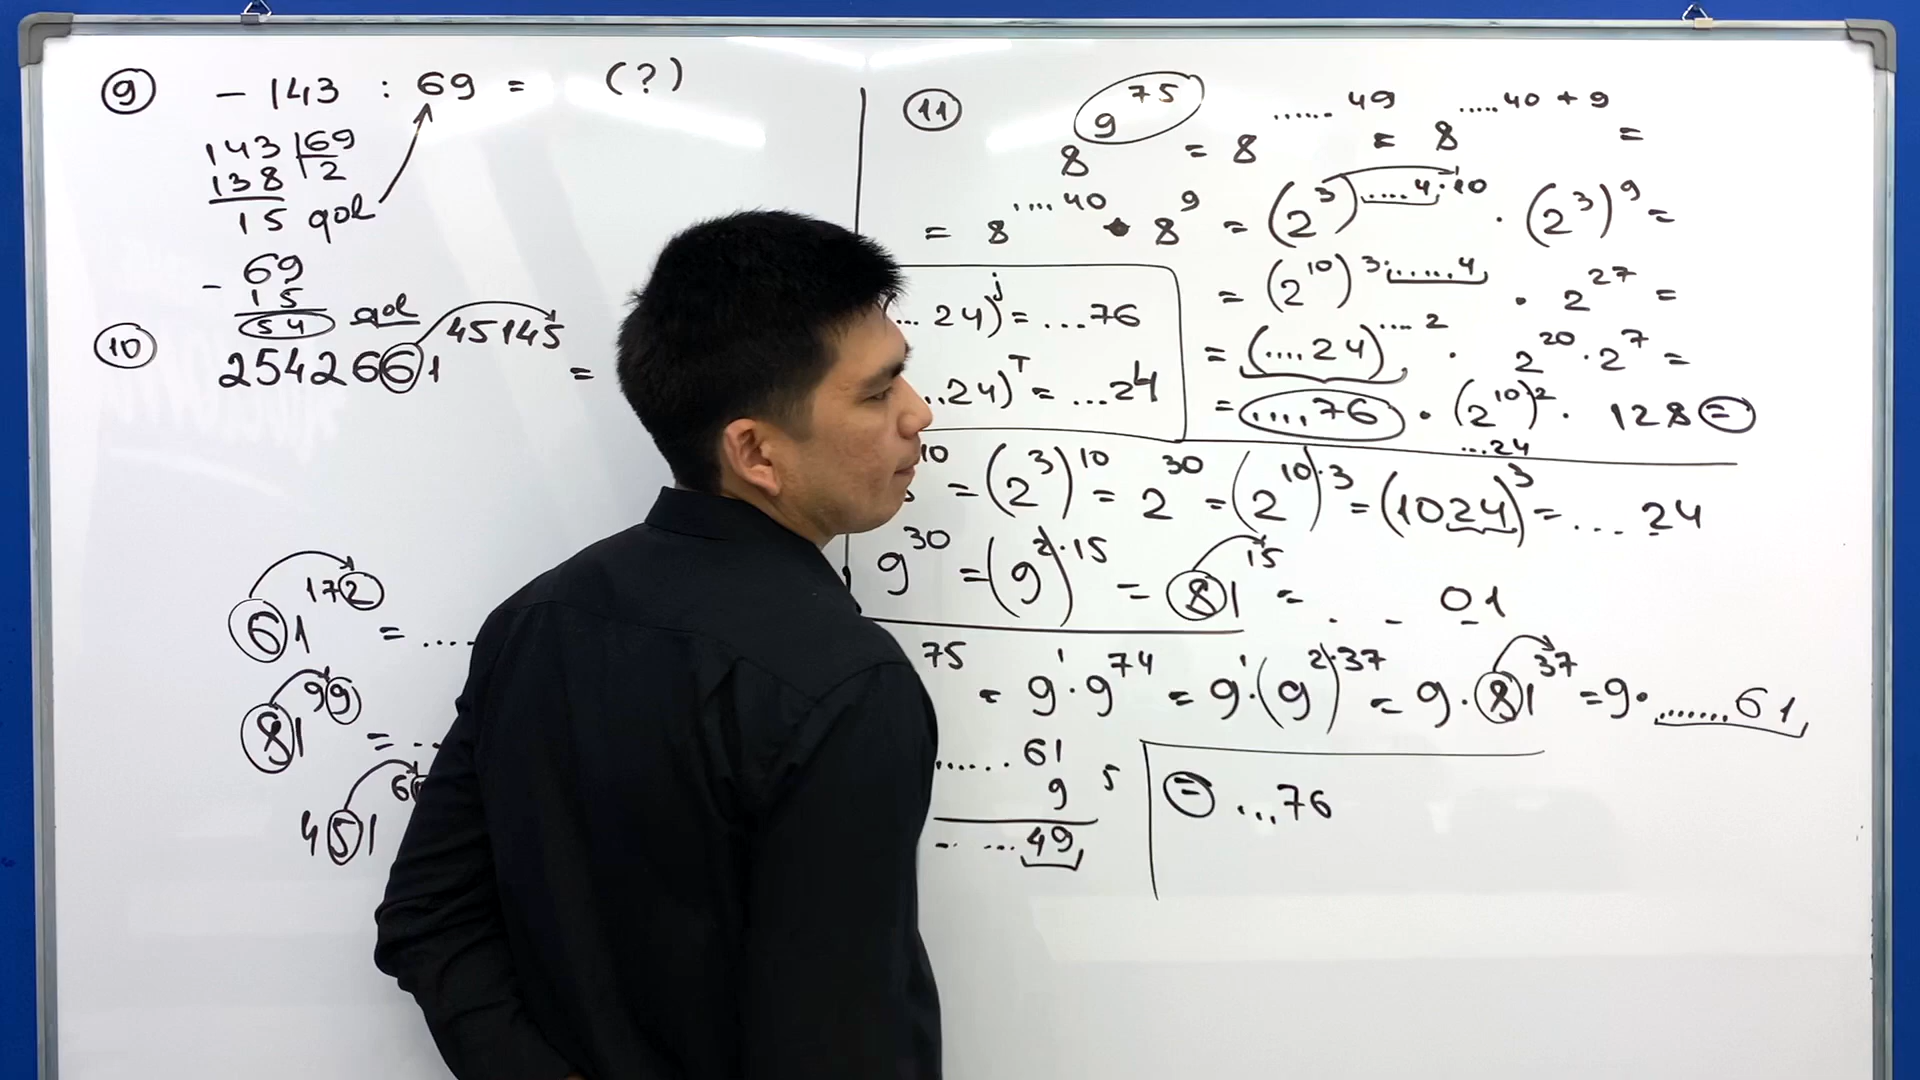 9 - 143 : 69 = (?)
143 | 69
138 | 2
15 qol
- 69
15
54 qol
10 254266 1^45145 =
61^172 = ....
81^99 = ...
451^6
11 8^9^75 = 8^......49 = 8^.....40+9 =
= 8^....40 · 8^9 = (2^3)^.....4·10 · (2^3)^9 =
= (2^10)^3·......4 · 2^27 =
= (....24)^....2 · 2^20 · 2^7 =
= ....76 · (2^10)^2 · 128 =
...24
... 24)^j = ...76
..24)^T = ...24
^10 = (2^3)^10 = 2^30 = (2^10)^·3 = (1024)^3 = ... 24
9^30 = (9^2)^·15 = 81^15 = . - 01
75 = 9^1 · 9^74 = 9^1 · (9^2)^·37 = 9 · 81^37 = 9 · .......61
......61
9 5
.....49
= ...76